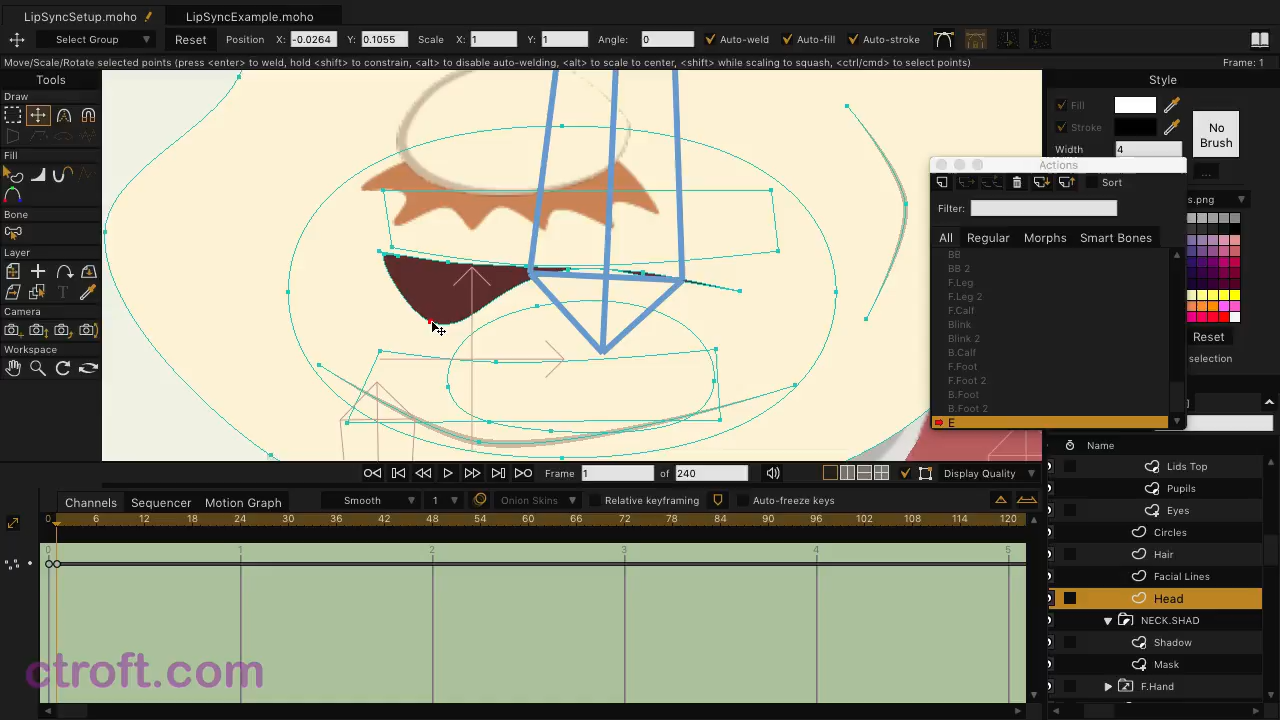 LipSyncSetup.moho
LipSyncExample.moho
Select Group
Reset
Position
X:
-0.0264
Y:
0.1055
Scale
X:
1
Y:
1
Angle:
0
Auto-weld
Auto-fill
Auto-stroke
Move/Scale/Rotate selected points (press <enter> to weld, hold <shift> to constrain, <alt> to disable auto-welding, <alt> to scale to center, <shift> while scaling to squash, <ctrl/cmd> to select points)
Frame: 1
Tools
Draw
Fill
Bone
Layer
Camera
Workspace
Style
Fill
Stroke
Width
4
No
Brush
...
s.png
Reset
selection
Actions
Sort
Filter:
All
Regular
Morphs
Smart Bones
BB
BB 2
F.Leg
F.Leg 2
F.Calf
Blink
Blink 2
B.Calf
F.Foot
F.Foot 2
B.Foot
B.Foot 2
E
Name
Lids Top
Pupils
Eyes
Circles
Hair
Facial Lines
Head
NECK.SHAD
Shadow
Mask
F.Hand
Frame
1
of
240
Display Quality
Channels
Sequencer
Motion Graph
Smooth
1
Onion Skins
Relative keyframing
Auto-freeze keys
0 6 12 18 24 30 36 42 48 54 60 66 72 78 84 90 96 102 108 114 120
0 1 2 3 4 5
ctroft.com